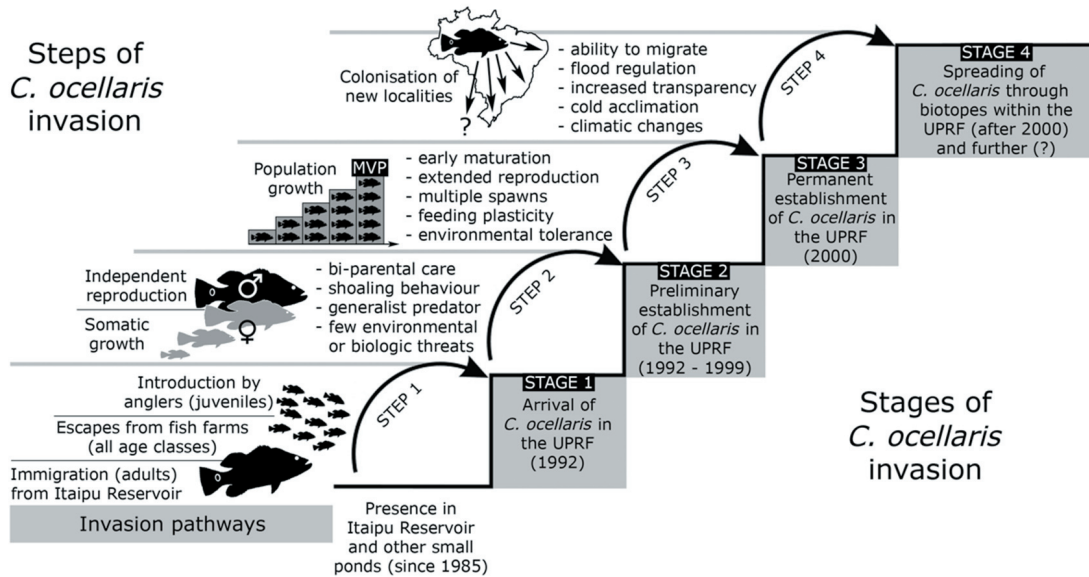 Steps of
C. ocellaris
invasion
Colonisation of
new localities
?
- ability to migrate
- flood regulation
- increased transparency
- cold acclimation
- climatic changes
STEP 4
STAGE 4
Spreading of
C. ocellaris through
biotopes within the
UPRF (after 2000)
and further (?)
Population
growth
MVP
- early maturation
- extended reproduction
- multiple spawns
- feeding plasticity
- environmental tolerance
STEP 3
STAGE 3
Permanent
establishment
of C. ocellaris in
the UPRF
(2000)
Independent
reproduction
Somatic
growth
♂
♀
- bi-parental care
- shoaling behaviour
- generalist predator
- few environmental
or biologic threats
STEP 2
STAGE 2
Preliminary
establishment
of C. ocellaris in
the UPRF
(1992 - 1999)
Introduction by
anglers (juveniles)
Escapes from fish farms
(all age classes)
Immigration (adults)
from Itaipu Reservoir
Invasion pathways
STEP 1
STAGE 1
Arrival of
C. ocellaris in
the UPRF
(1992)
Presence in
Itaipu Reservoir
and other small
ponds (since 1985)
Stages of
C. ocellaris
invasion